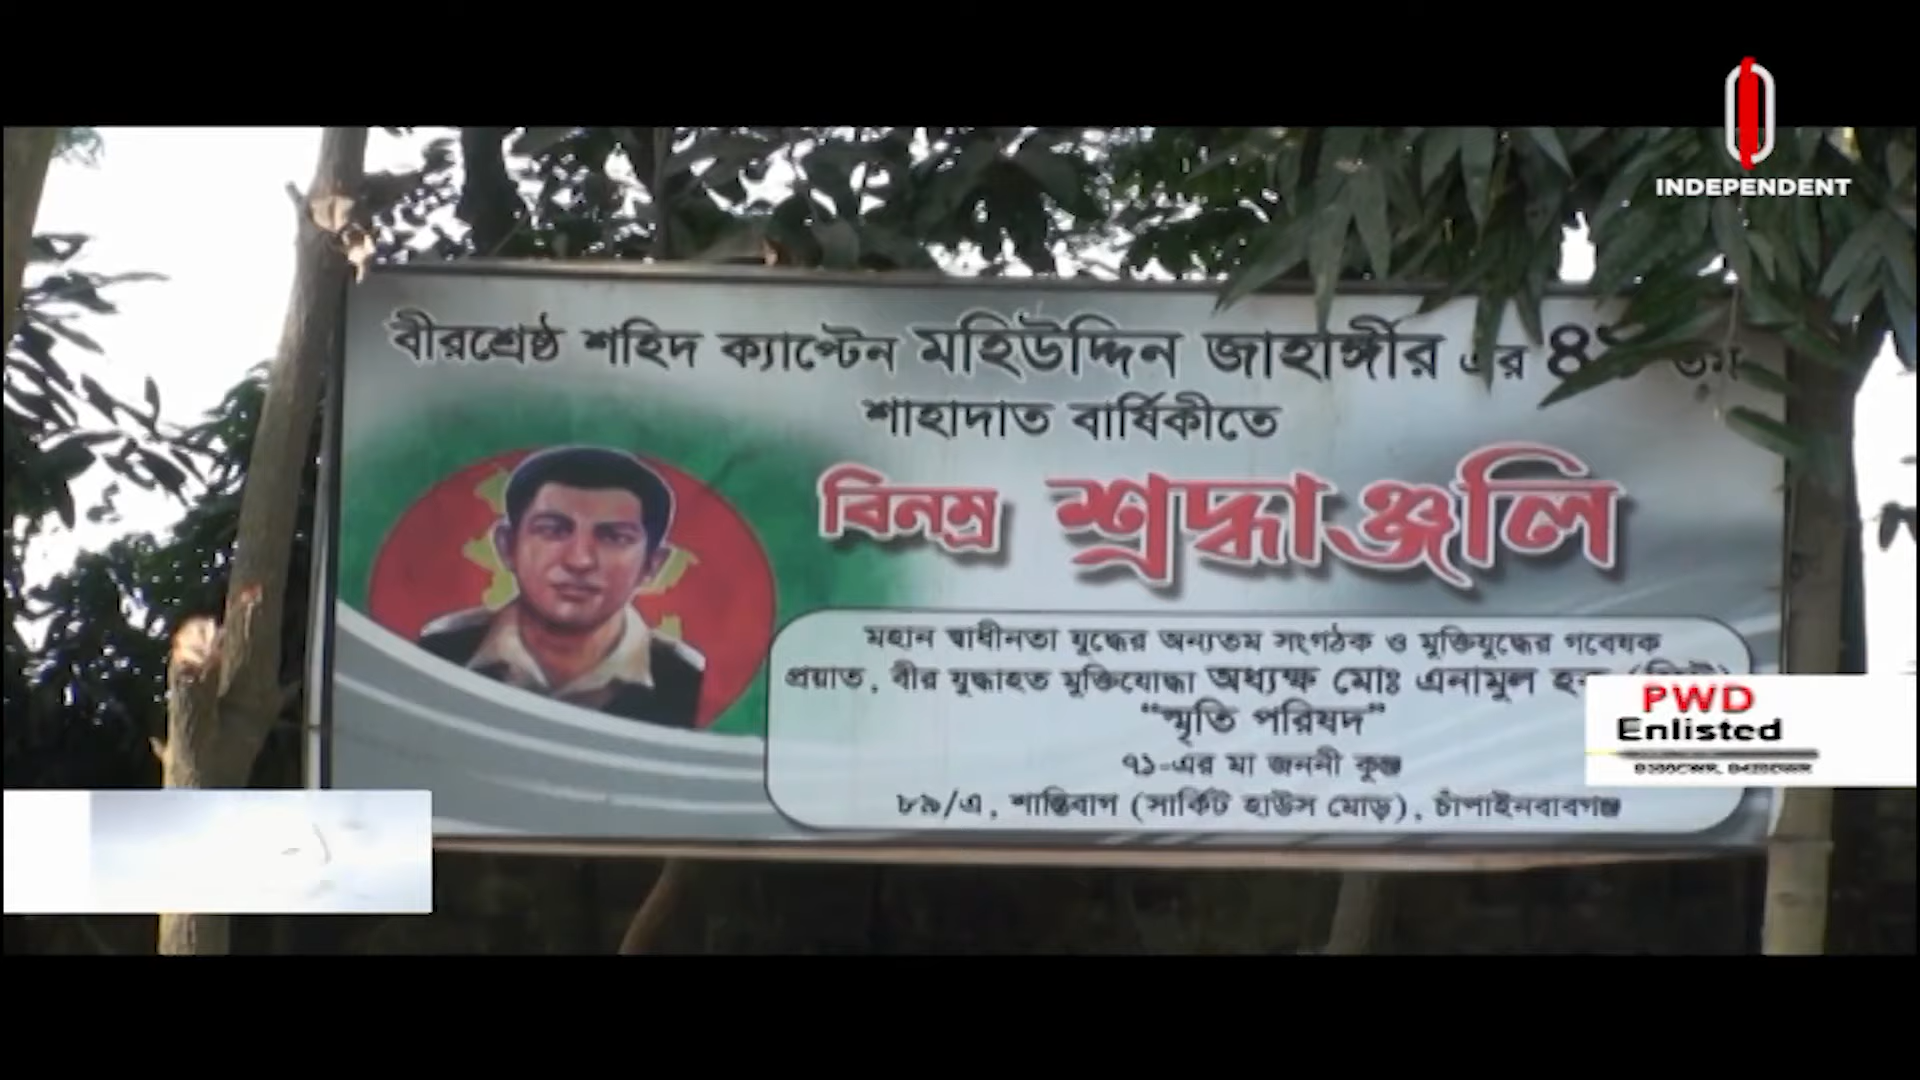 INDEPENDENT
বীরশ্রেষ্ঠ শহিদ ক্যাপ্টেন মহিউদ্দিন জাহাঙ্গীর এর
শাহাদাত বার্ষিকীতে
বিনম্র শ্রদ্ধাঞ্জলি
মহান স্বাধীনতা যুদ্ধের অন্যতম সংগঠক ও মুক্তিযুদ্ধের গবেষক
প্রয়াত, বীর যুদ্ধাহত মুক্তিযোদ্ধা অধ্যক্ষ মোঃ এনামুল হক
"স্মৃতি পরিষদ"
৭১-এর মা জননী কুঞ্জ
৮৯/এ, শান্তিবাগ (সার্কিট হাউস মোড়), চাঁপাইনবাবগঞ্জ
PWD
Enlisted